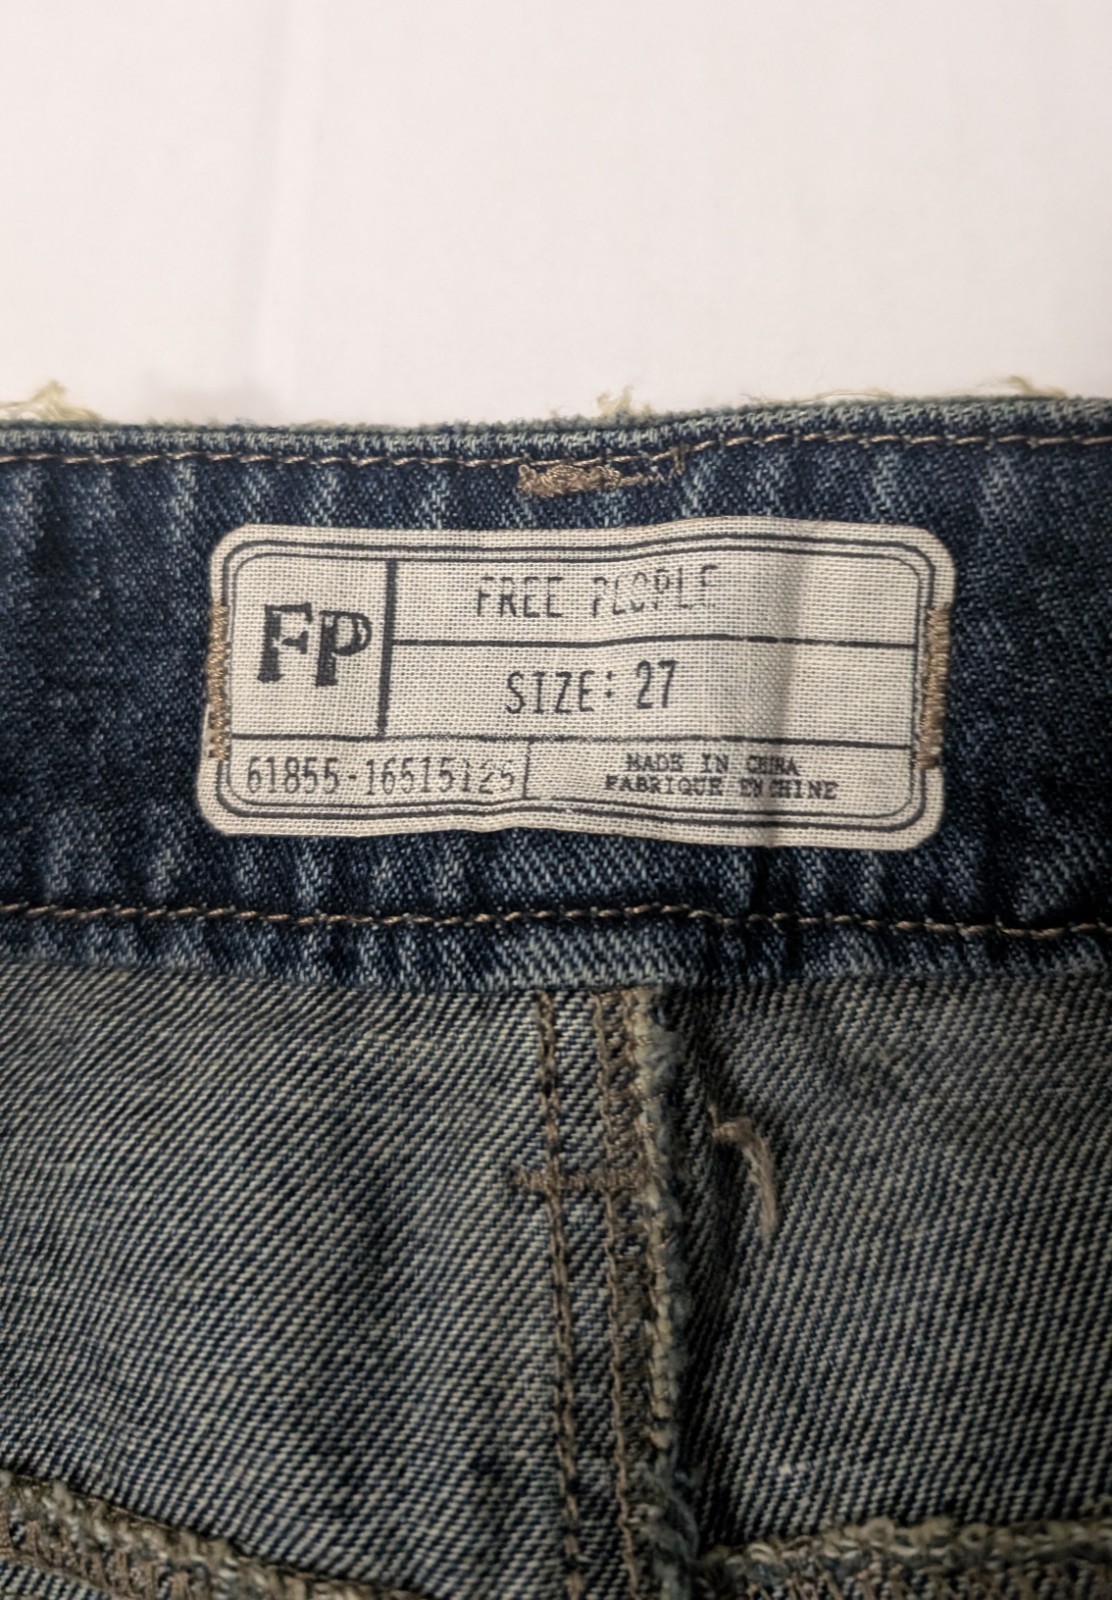 FP
FREE PEOPLE
SIZE: 27
61855-16515125
MADE IN CHINA
FABRIQUE EN CHINE